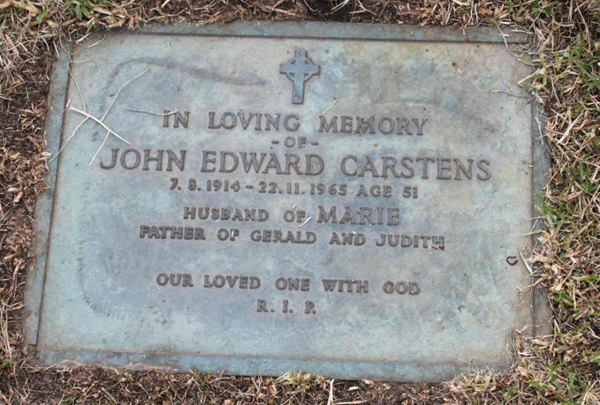 IN LOVING MEMORY
-OF-
JOHN EDWARD CARSTENS
7.8.1914 - 22.11.1965 AGE 51
HUSBAND OF MARIE
FATHER OF GERALD AND JUDITH
OUR LOVED ONE WITH GOD
R.I.P.